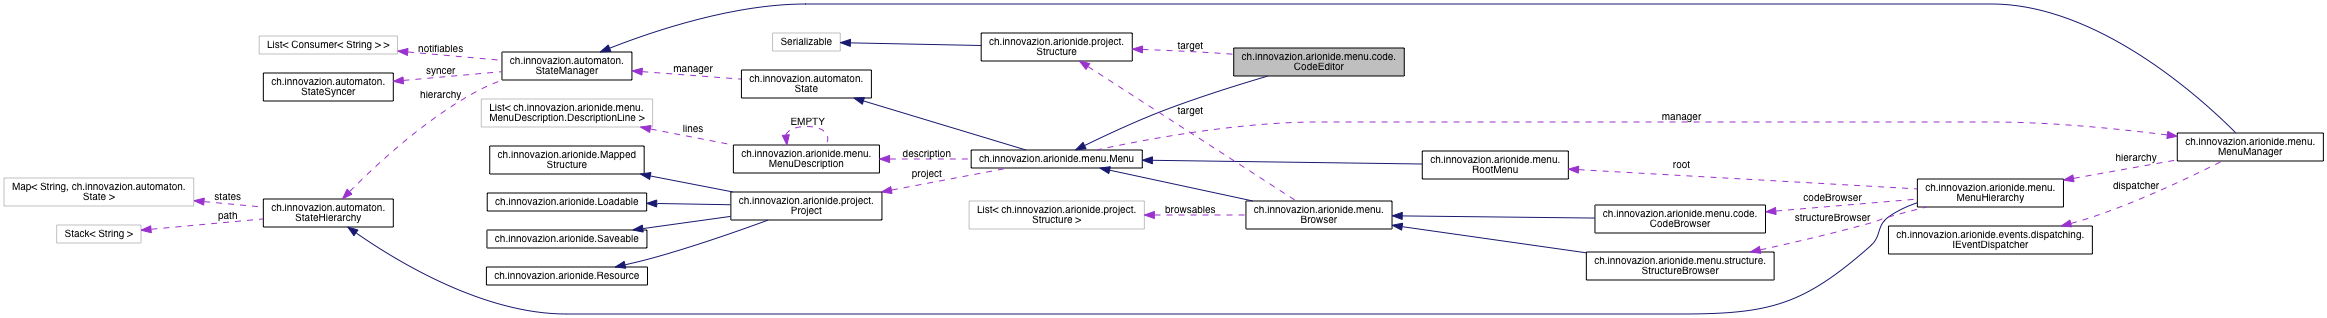 List< Consumer< String > >
notifiables
ch.innovazion.automaton.
StateManager
ch.innovazion.automaton.
StateSyncer
syncer
hierarchy
manager
ch.innovazion.automaton.
State
Serializable
ch.innovazion.arionide.project.
Structure
target
ch.innovazion.arionide.menu.code.
CodeEditor
List< ch.innovazion.arionide.menu.
MenuDescription.DescriptionLine >
lines
EMPTY
ch.innovazion.arionide.menu.
MenuDescription
description
ch.innovazion.arionide.menu.Menu
target
manager
ch.innovazion.arionide.menu.
MenuManager
ch.innovazion.arionide.Mapped
Structure
project
ch.innovazion.arionide.menu.
RootMenu
root
hierarchy
dispatcher
Map< String, ch.innovazion.automaton.
State >
states
path
Stack< String >
ch.innovazion.automaton.
StateHierarchy
ch.innovazion.arionide.Loadable
ch.innovazion.arionide.Saveable
ch.innovazion.arionide.Resource
ch.innovazion.arionide.project.
Project
List< ch.innovazion.arionide.project.
Structure >
browsables
ch.innovazion.arionide.menu.
Browser
ch.innovazion.arionide.menu.code.
CodeBrowser
codeBrowser
structureBrowser
ch.innovazion.arionide.menu.
MenuHierarchy
ch.innovazion.arionide.menu.structure.
StructureBrowser
ch.innovazion.arionide.events.dispatching.
IEventDispatcher